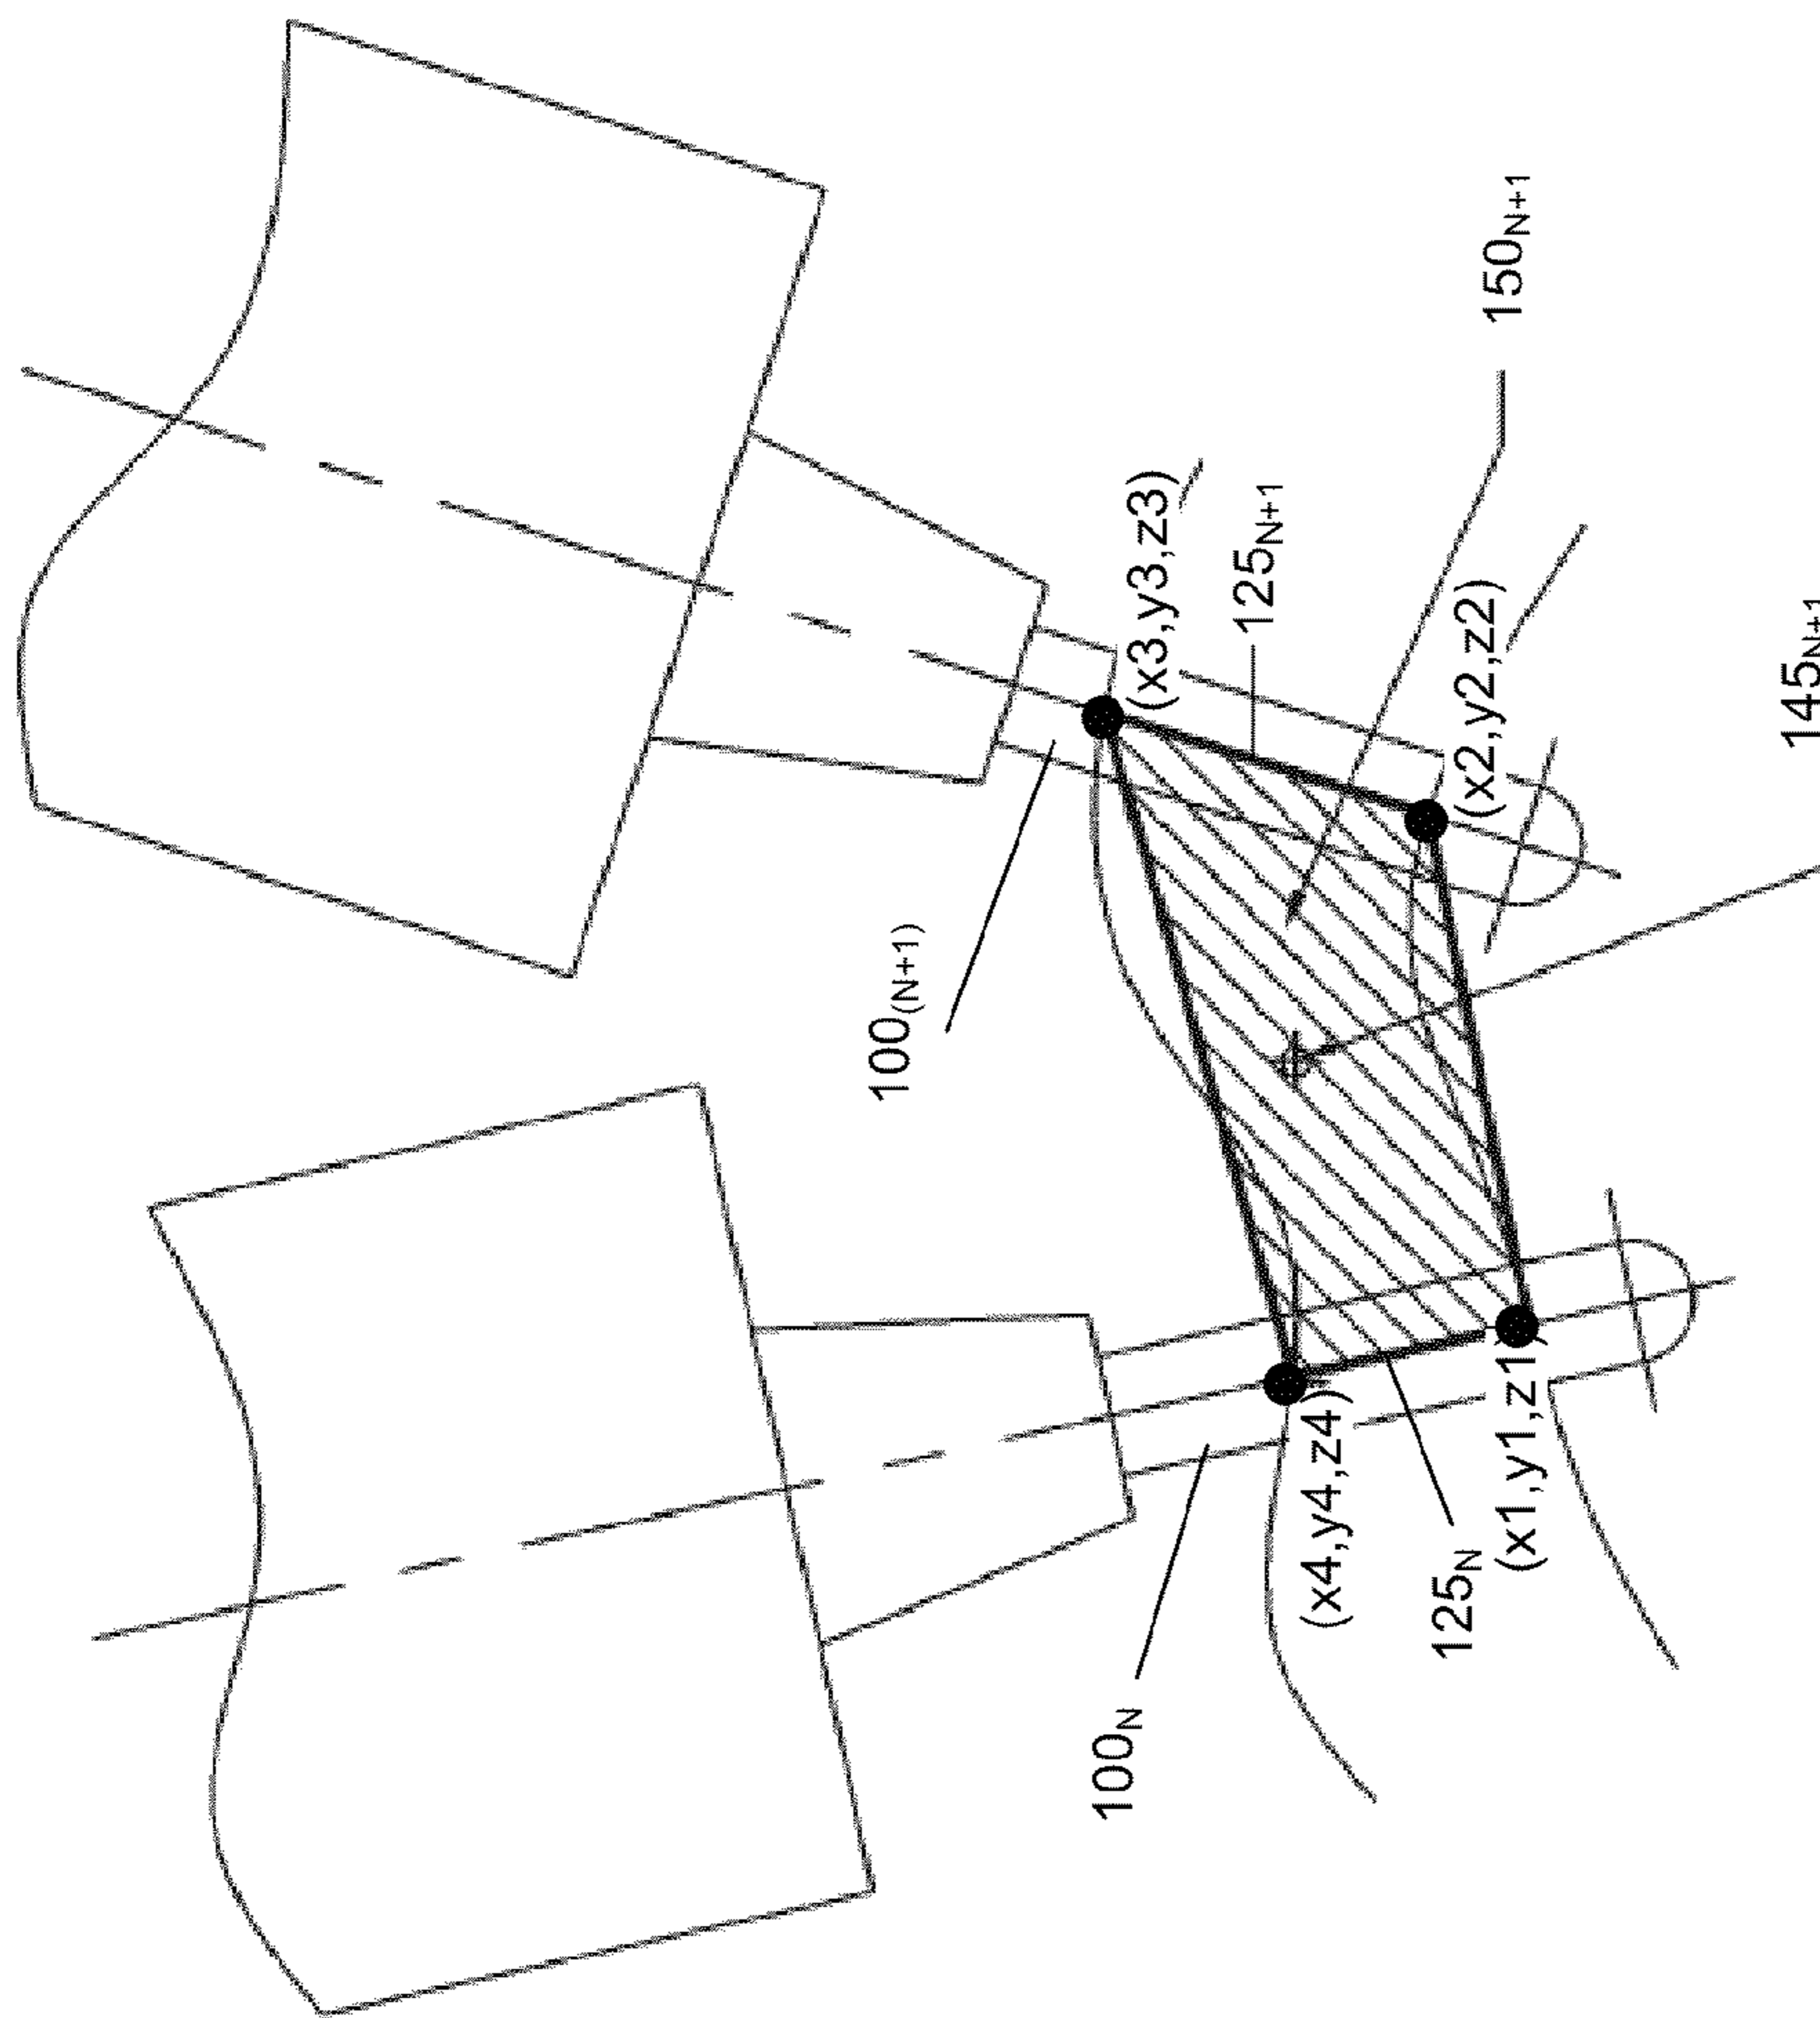 100(N+1)
(x3,y3,z3)
125N+1
150N+1
(x2,y2,z2)
145N+1
100N
(x4,y4,z4)
125N
(x1,y1,z1)